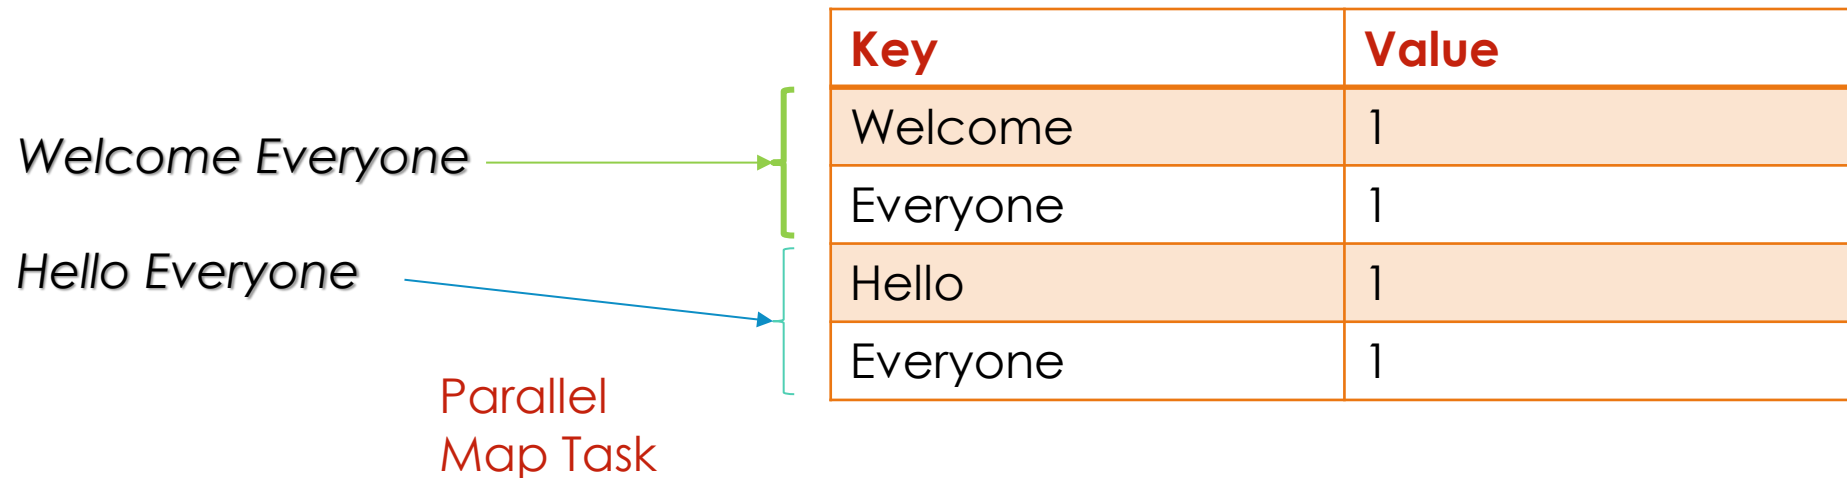 Welcome Everyone
Hello Everyone
Parallel
Map Task
Key Value
Welcome 1
Everyone 1
Hello 1
Everyone 1